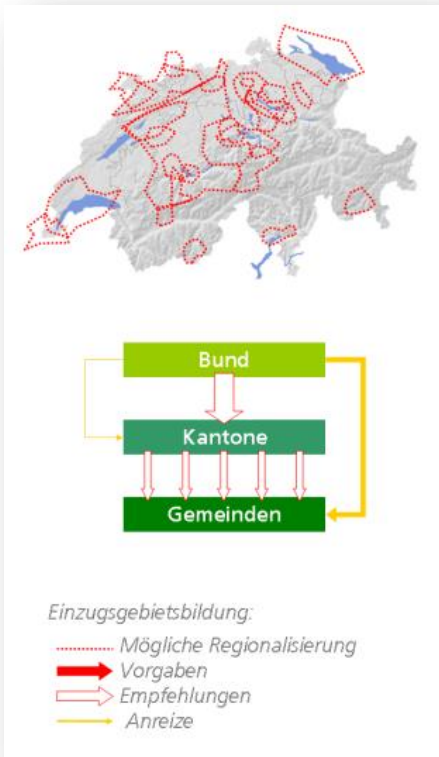 Bund
Kantone
Gemeinden
Einzugsgebietsbildung:
Mögliche Regionalisierung
Vorgaben
Empfehlungen
Anreize